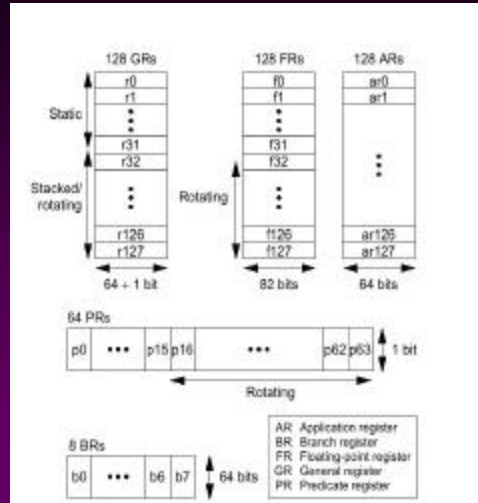 128 GRs 128 FRs 128 ARs
r0 f0 ar0
r1 f1 ar1
Static
r31 f31
r32 f32
Stacked/
rotating
Rotating
r126 f126 ar126
r127 f127 ar127
64 + 1 bit 82 bits 64 bits
64 PRs
p0 ••• p15 p16 ••• p62 p63 1 bit
Rotating
8 BRs
b0 ••• b6 b7 64 bits
AR Application register
BR Branch register
FR Floating-point register
GR General register
PR Predicate register